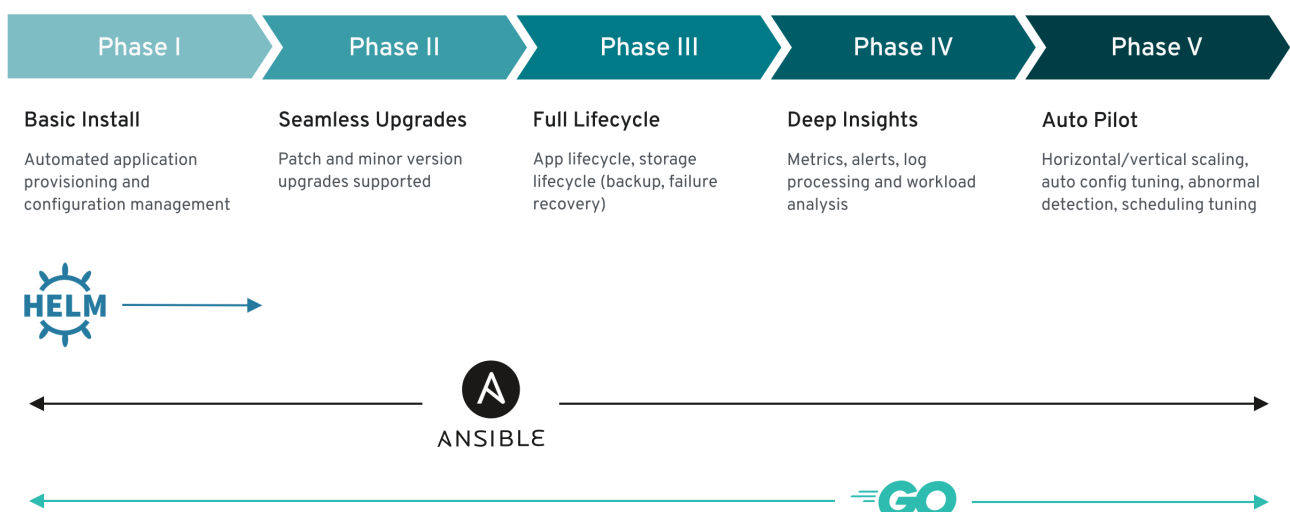 Phase I
Phase II
Phase III
Phase IV
Phase V
Basic Install
Automated application
provisioning and
configuration management
Seamless Upgrades
Patch and minor version
upgrades supported
Full Lifecycle
App lifecycle, storage
lifecycle (backup, failure
recovery)
Deep Insights
Metrics, alerts, log
processing and workload
analysis
Auto Pilot
Horizontal/vertical scaling,
auto config tuning, abnormal
detection, scheduling tuning
HELM
A
ANSIBLE
GO